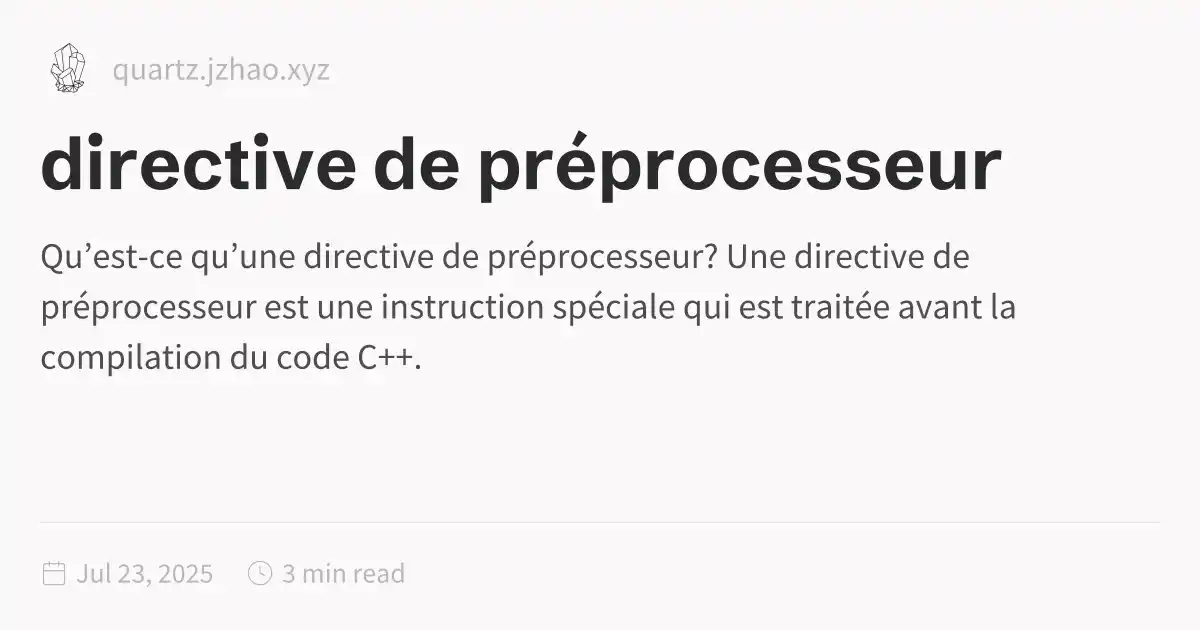 quartz.jzhao.xyz
directive de préprocesseur
Qu’est-ce qu’une directive de préprocesseur? Une directive de
préprocesseur est une instruction spéciale qui est traitée avant la
compilation du code C++.
Jul 23, 2025
3 min read